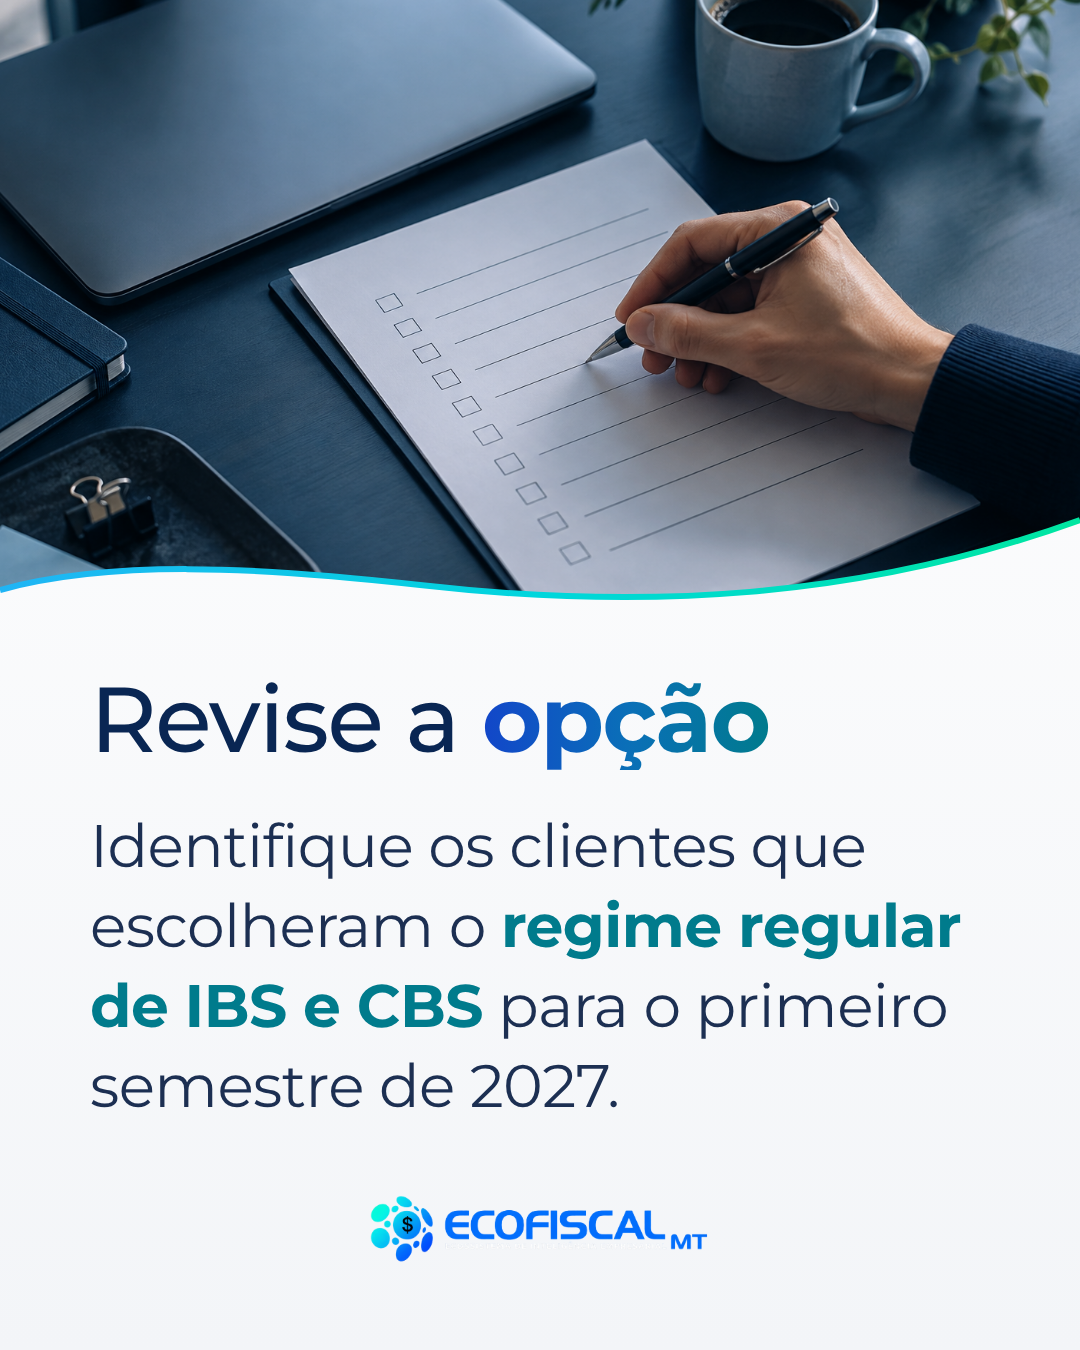 Revise a opção
Identifique os clientes que
escolheram o regime regular
de IBS e CBS para o primeiro
semestre de 2027.
$
ECOFISCAL MT